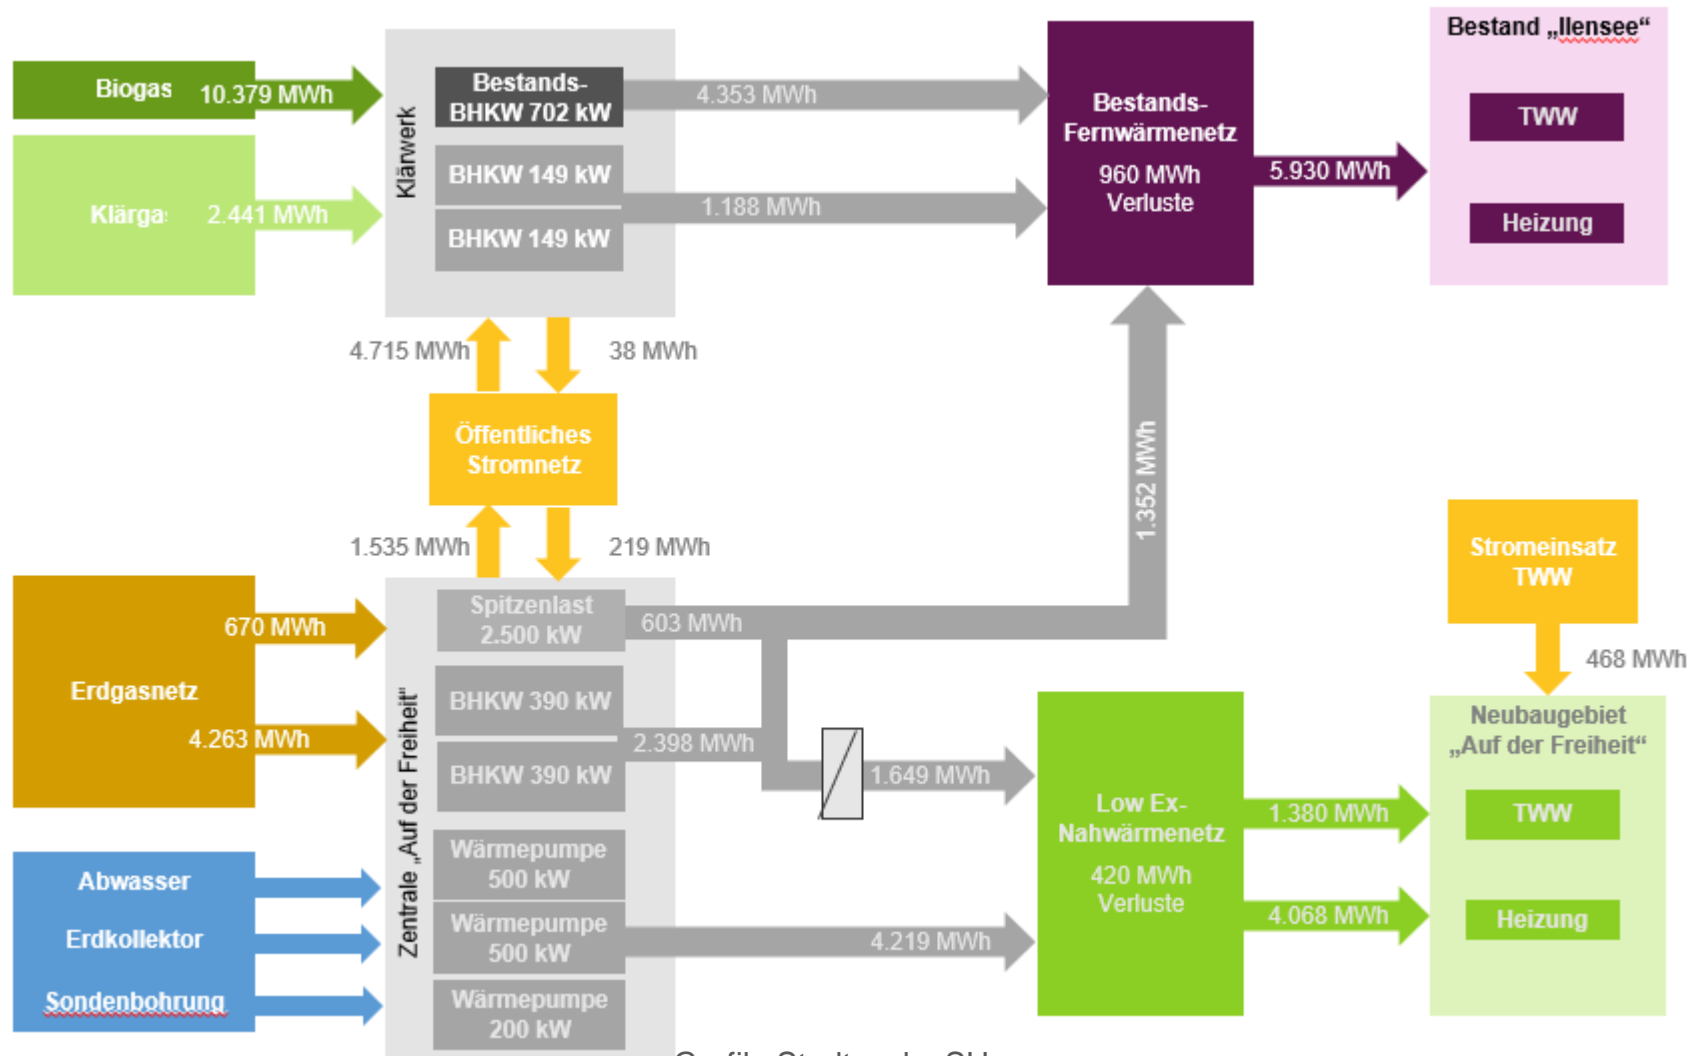 Biogas
10.379 MWh
Klärga
2.441 MWh
Klärwerk
Bestands-
BHKW 702 kW
BHKW 149 kW
BHKW 149 kW
4.353 MWh
1.188 MWh
Bestands-
Fernwärmenetz
960 MWh
Verluste
5.930 MWh
Bestand „Ilensee“
TWW
Heizung
4.715 MWh
38 MWh
Öffentliches
Stromnetz
1.535 MWh
219 MWh
1.352 MWh
Stromeinsatz
TWW
468 MWh
Erdgasnetz
670 MWh
4.263 MWh
Zentrale „Auf der Freiheit“
Spitzenlast
2.500 kW
BHKW 390 kW
BHKW 390 kW
603 MWh
2.398 MWh
1.649 MWh
Abwasser
Erdkollektor
Sondenbohrung
Wärmepumpe
500 kW
Wärmepumpe
500 kW
Wärmepumpe
200 kW
4.219 MWh
Low Ex-
Nahwärmenetz
420 MWh
Verluste
1.380 MWh
4.068 MWh
Neubaugebiet
„Auf der Freiheit“
TWW
Heizung